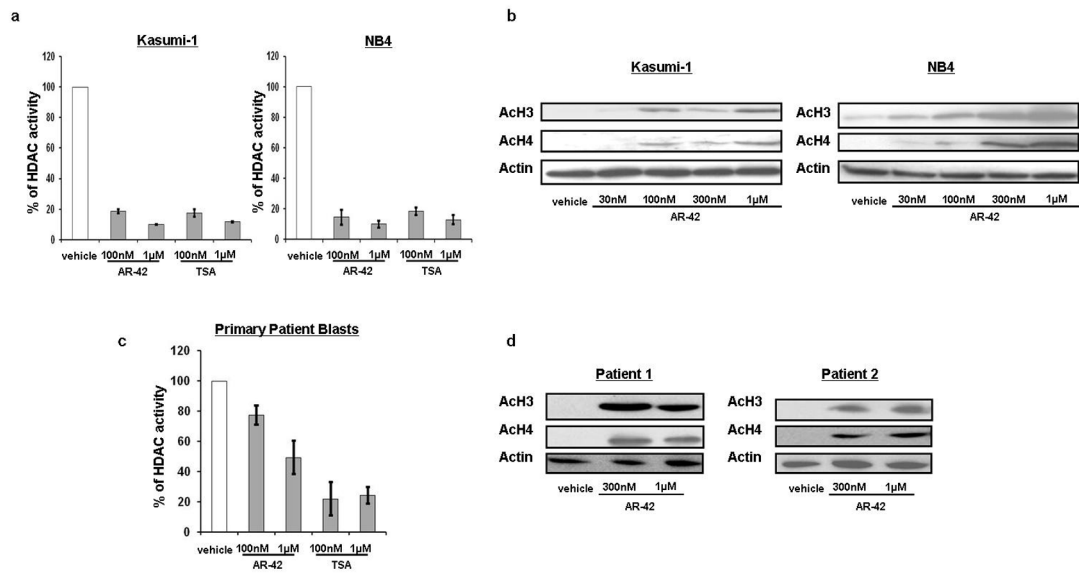 a
Kasumi-1 NB4
% of HDAC activity
120
100
80
60
40
20
0
vehicle 100nM 1µM 100nM 1µM
AR-42 TSA
% of HDAC activity
120
100
80
60
40
20
0
vehicle 100nM 1µM 100nM 1µM
AR-42 TSA
b
Kasumi-1 NB4
AcH3
AcH4
Actin
vehicle 30nM 100nM 300nM 1µM
AR-42
AcH3
AcH4
Actin
vehicle 30nM 100nM 300nM 1µM
AR-42
c
Primary Patient Blasts
% of HDAC activity
120
100
80
60
40
20
0
vehicle 100nM 1µM 100nM 1µM
AR-42 TSA
d
Patient 1 Patient 2
AcH3
AcH4
Actin
vehicle 300nM 1µM
AR-42
AcH3
AcH4
Actin
vehicle 300nM 1µM
AR-42